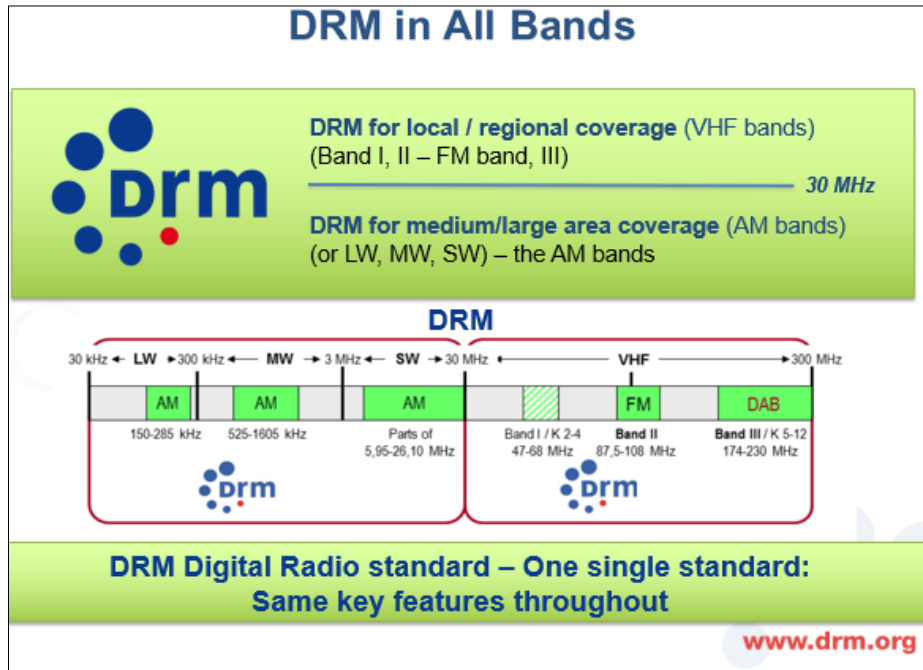 DRM in All Bands
Drm
DRM for local / regional coverage (VHF bands)
(Band I, II – FM band, III)
30 MHz
DRM for medium/large area coverage (AM bands)
(or LW, MW, SW) – the AM bands
DRM
30 kHz LW 300 kHz MW 3 MHz SW 30 MHz VHF 300 MHz
AM AM AM FM DAB
150-285 kHz 525-1605 kHz Parts of Band I / K 2-4 Band II Band III / K 5-12
5,95-26,10 MHz 47-68 MHz 87,5-108 MHz 174-230 MHz
Drm Drm
DRM Digital Radio standard – One single standard:
Same key features throughout
www.drm.org